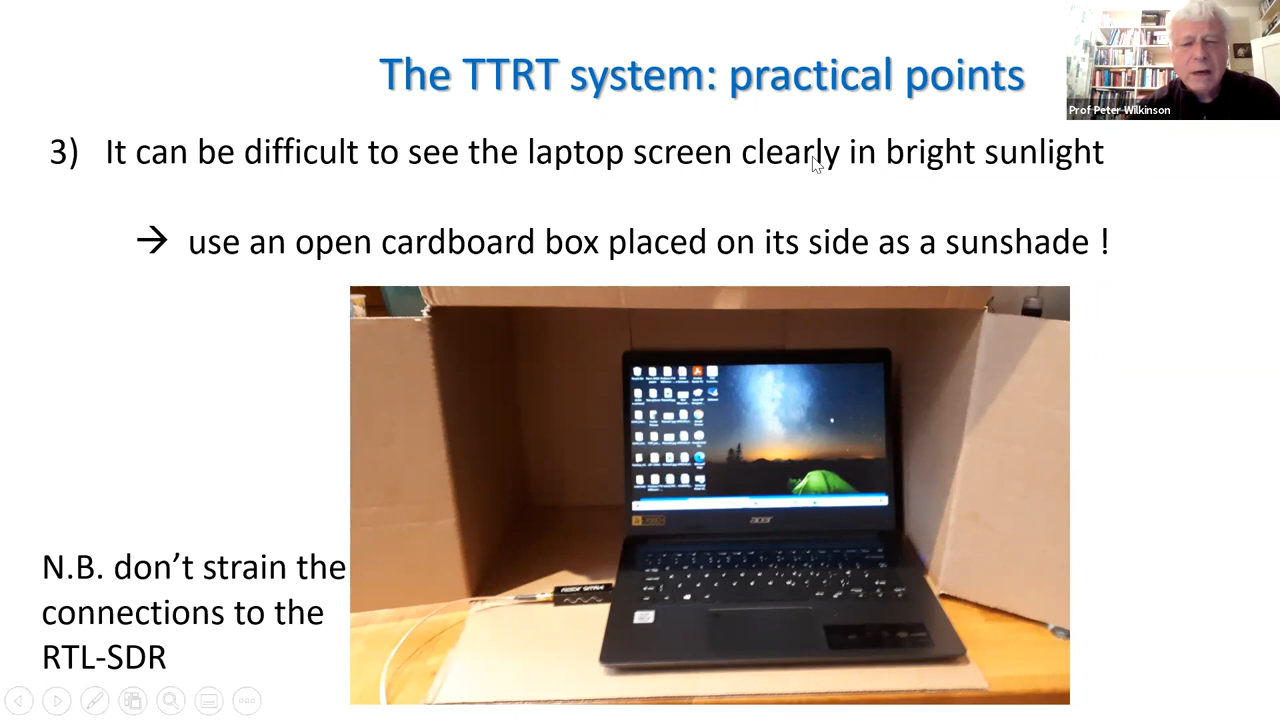 The TTRT system: practical points
Prof Peter Wilkinson
3) It can be difficult to see the laptop screen clearly in bright sunlight
→ use an open cardboard box placed on its side as a sunshade !
acer
N.B. don’t strain the
connections to the
RTL-SDR